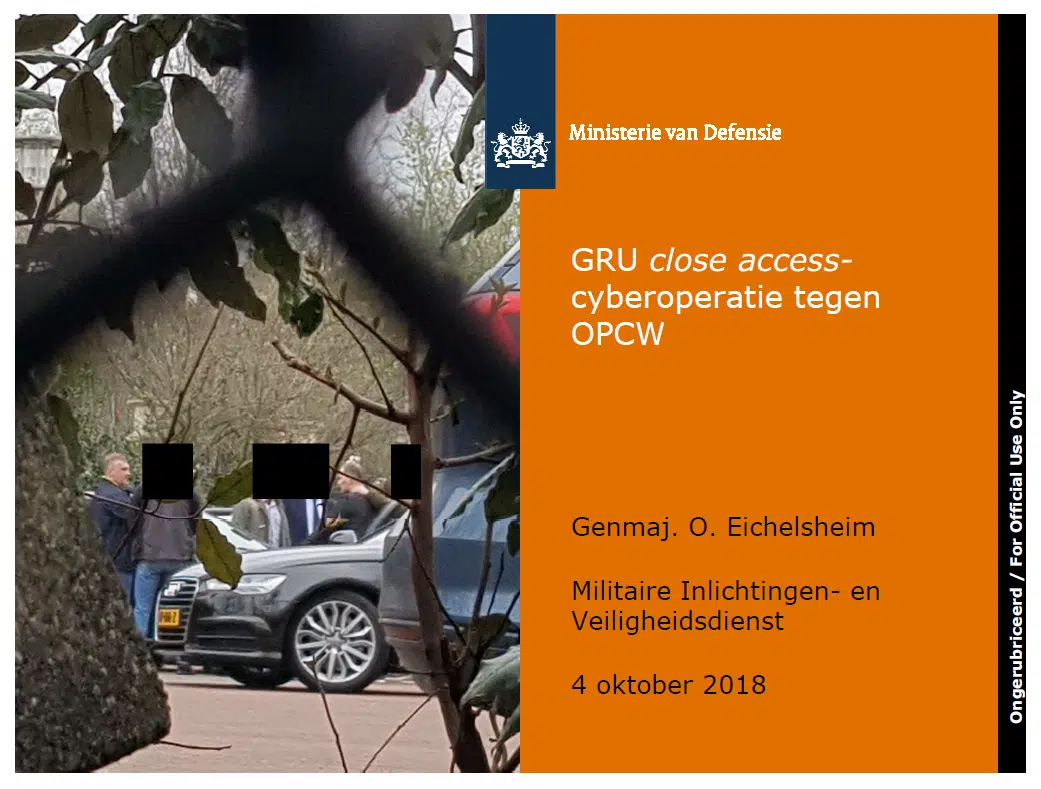 Ministerie van Defensie
GRU close access-
cyberoperatie tegen
OPCW
Genmaj. O. Eichelsheim
Militaire Inlichtingen- en
Veiligheidsdienst
4 oktober 2018
Ongerubriceerd / For Official Use Only